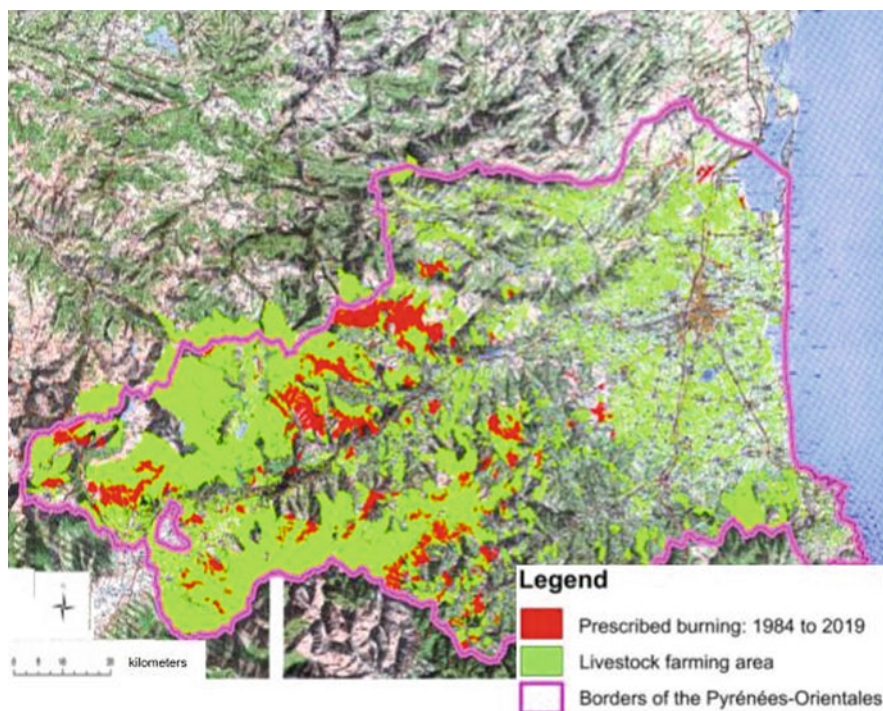 Legend
Prescribed burning: 1984 to 2019
Livestock farming area
Borders of the Pyrénées-Orientales
kilometers